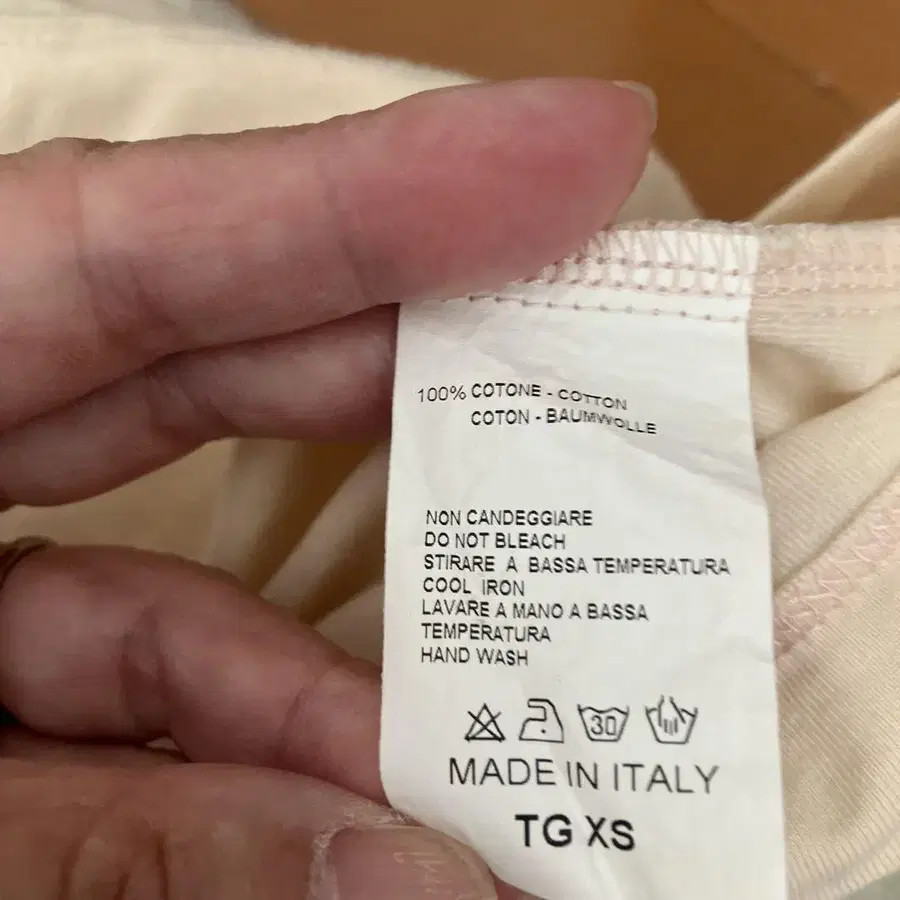 100% COTONE - COTTON
COTON - BAUMWOLLE
NON CANDEGGIARE
DO NOT BLEACH
STIRARE A BASSA TEMPERATURA
COOL IRON
LAVARE A MANO A BASSA
TEMPERATURA
HAND WASH
30
MADE IN ITALY
TG XS